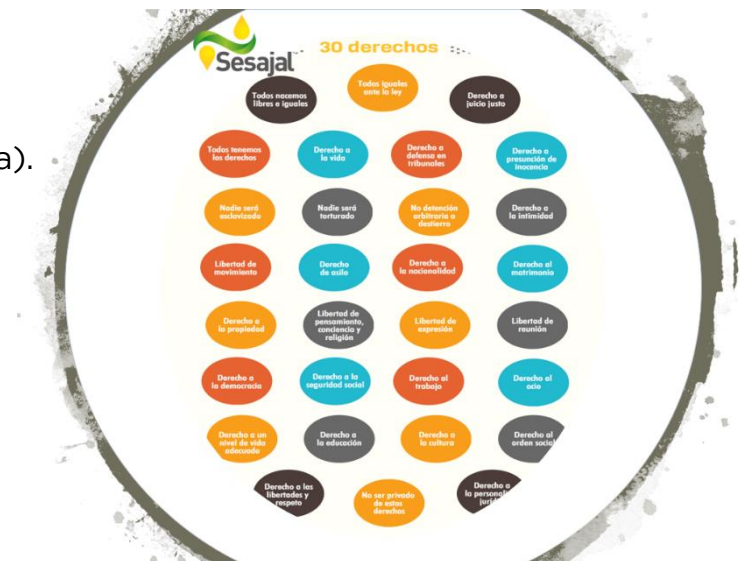 Sesajal
30 derechos
a).
Todos nacemos
libres e iguales
Todos iguales
ante la ley
Derecho a
juicio justo
Todos tenemos
los derechos
Derecho a
la vida
Derecho a
defensa en
tribunales
Derecho a
presunción de
inocencia
Nadie será
esclavizado
Nadie será
torturado
No detención
arbitraria o
destierro
Derecho a
la intimidad
Libertad de
movimiento
Derecho
de asilo
Derecho a
la nacionalidad
Derecho al
matrimonio
Derecho a
la propiedad
Libertad de
pensamiento,
conciencia y
religión
Libertad de
expresión
Libertad de
reunión
Derecho a
la democracia
Derecho a la
seguridad social
Derecho al
trabajo
Derecho al
ocio
Derecho a un
nivel de vida
adecuado
Derecho a
la educación
Derecho a
la cultura
Derecho al
orden social
Derecho a las
libertades y
respeto
No ser privado
de estos
derechos
Derecho a
la personali
juríd